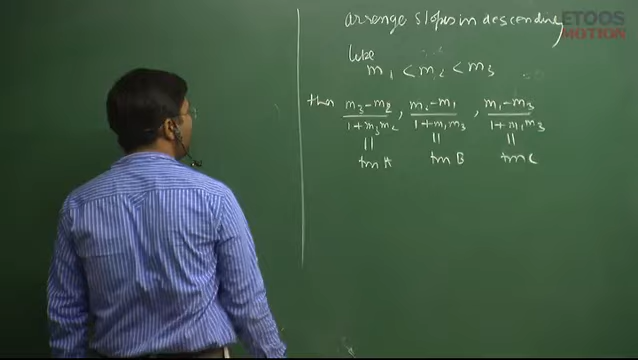 ETOOS
MOTION
arrange slopes in descending
like
m₁ < m₂ < m₃
then m₃-m₂/1+m₃m₂ , m₂-m₁/1+m₁m₃ , m₁-m₃/1+m₁m₃
= = =
tan A tan B tan C